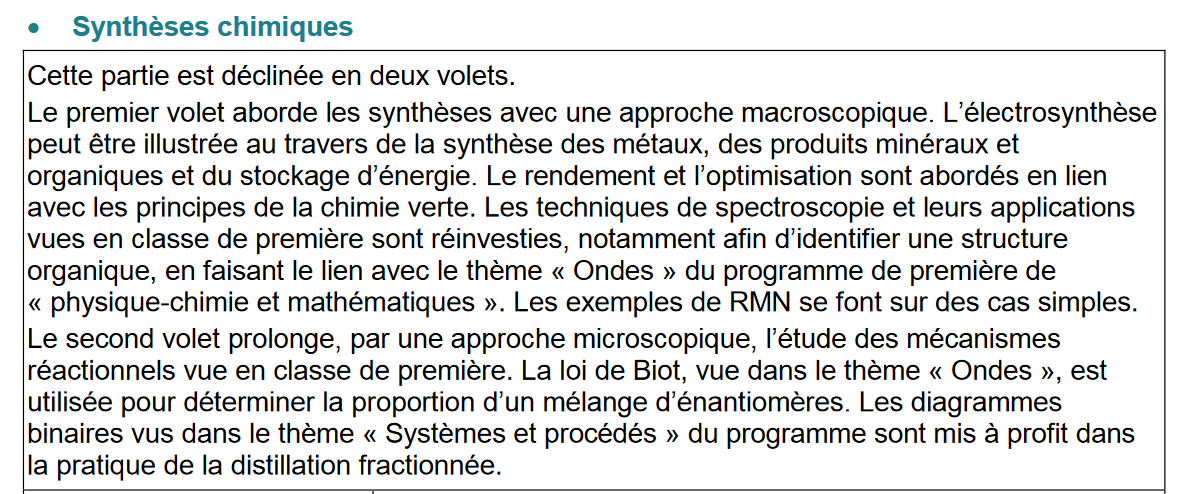 • Synthèses chimiques
Cette partie est déclinée en deux volets.
Le premier volet aborde les synthèses avec une approche macroscopique. L’électrosynthèse
peut être illustrée au travers de la synthèse des métaux, des produits minéraux et
organiques et du stockage d’énergie. Le rendement et l’optimisation sont abordés en lien
avec les principes de la chimie verte. Les techniques de spectroscopie et leurs applications
vues en classe de première sont réinvesties, notamment afin d’identifier une structure
organique, en faisant le lien avec le thème « Ondes » du programme de première de
« physique-chimie et mathématiques ». Les exemples de RMN se font sur des cas simples.
Le second volet prolonge, par une approche microscopique, l’étude des mécanismes
réactionnels vue en classe de première. La loi de Biot, vue dans le thème « Ondes », est
utilisée pour déterminer la proportion d’un mélange d’énantiomères. Les diagrammes
binaires vus dans le thème « Systèmes et procédés » du programme sont mis à profit dans
la pratique de la distillation fractionnée.